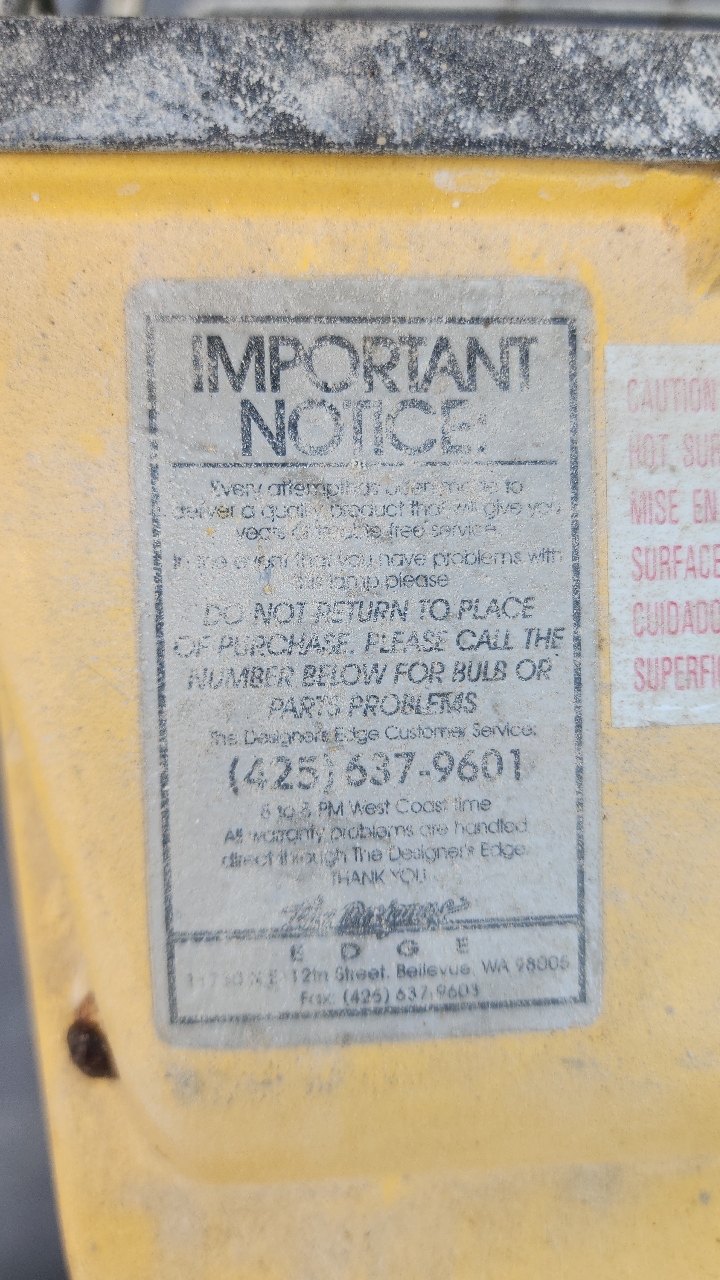 IMPORTANT
NOTICE:
Every attempt has been made to
deliver a quality product that will give you
years of trouble free service.
In the event that you have problems with
this lamp please
DO NOT RETURN TO PLACE
OF PURCHASE. PLEASE CALL THE
NUMBER BELOW FOR BULB OR
PARTS PROBLEMS
The Designer's Edge Customer Service:
(425) 637-9601
to PM West Coast time
All warranty problems are handled
direct through The Designer's Edge.
THANK YOU
The Designer's
EDGE
N.E. 12th Street, Bellevue, WA 98005
Fax: (425) 637-9603
CAUTION
HOT SUR
MISE EN
SURFACE
CUIDADO
SUPERFI